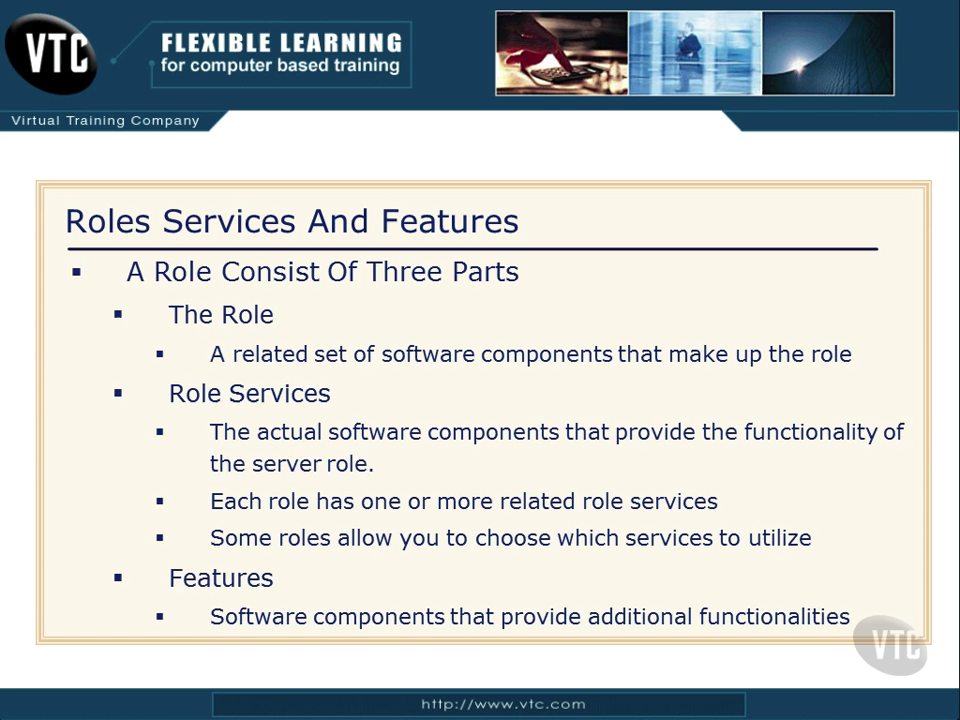 VTC
FLEXIBLE LEARNING
for computer based training
Virtual Training Company
Roles Services And Features
▪ A Role Consist Of Three Parts
▪ The Role
▪ A related set of software components that make up the role
▪ Role Services
▪ The actual software components that provide the functionality of
the server role.
▪ Each role has one or more related role services
▪ Some roles allow you to choose which services to utilize
▪ Features
▪ Software components that provide additional functionalities
VTC
http://www.vtc.com